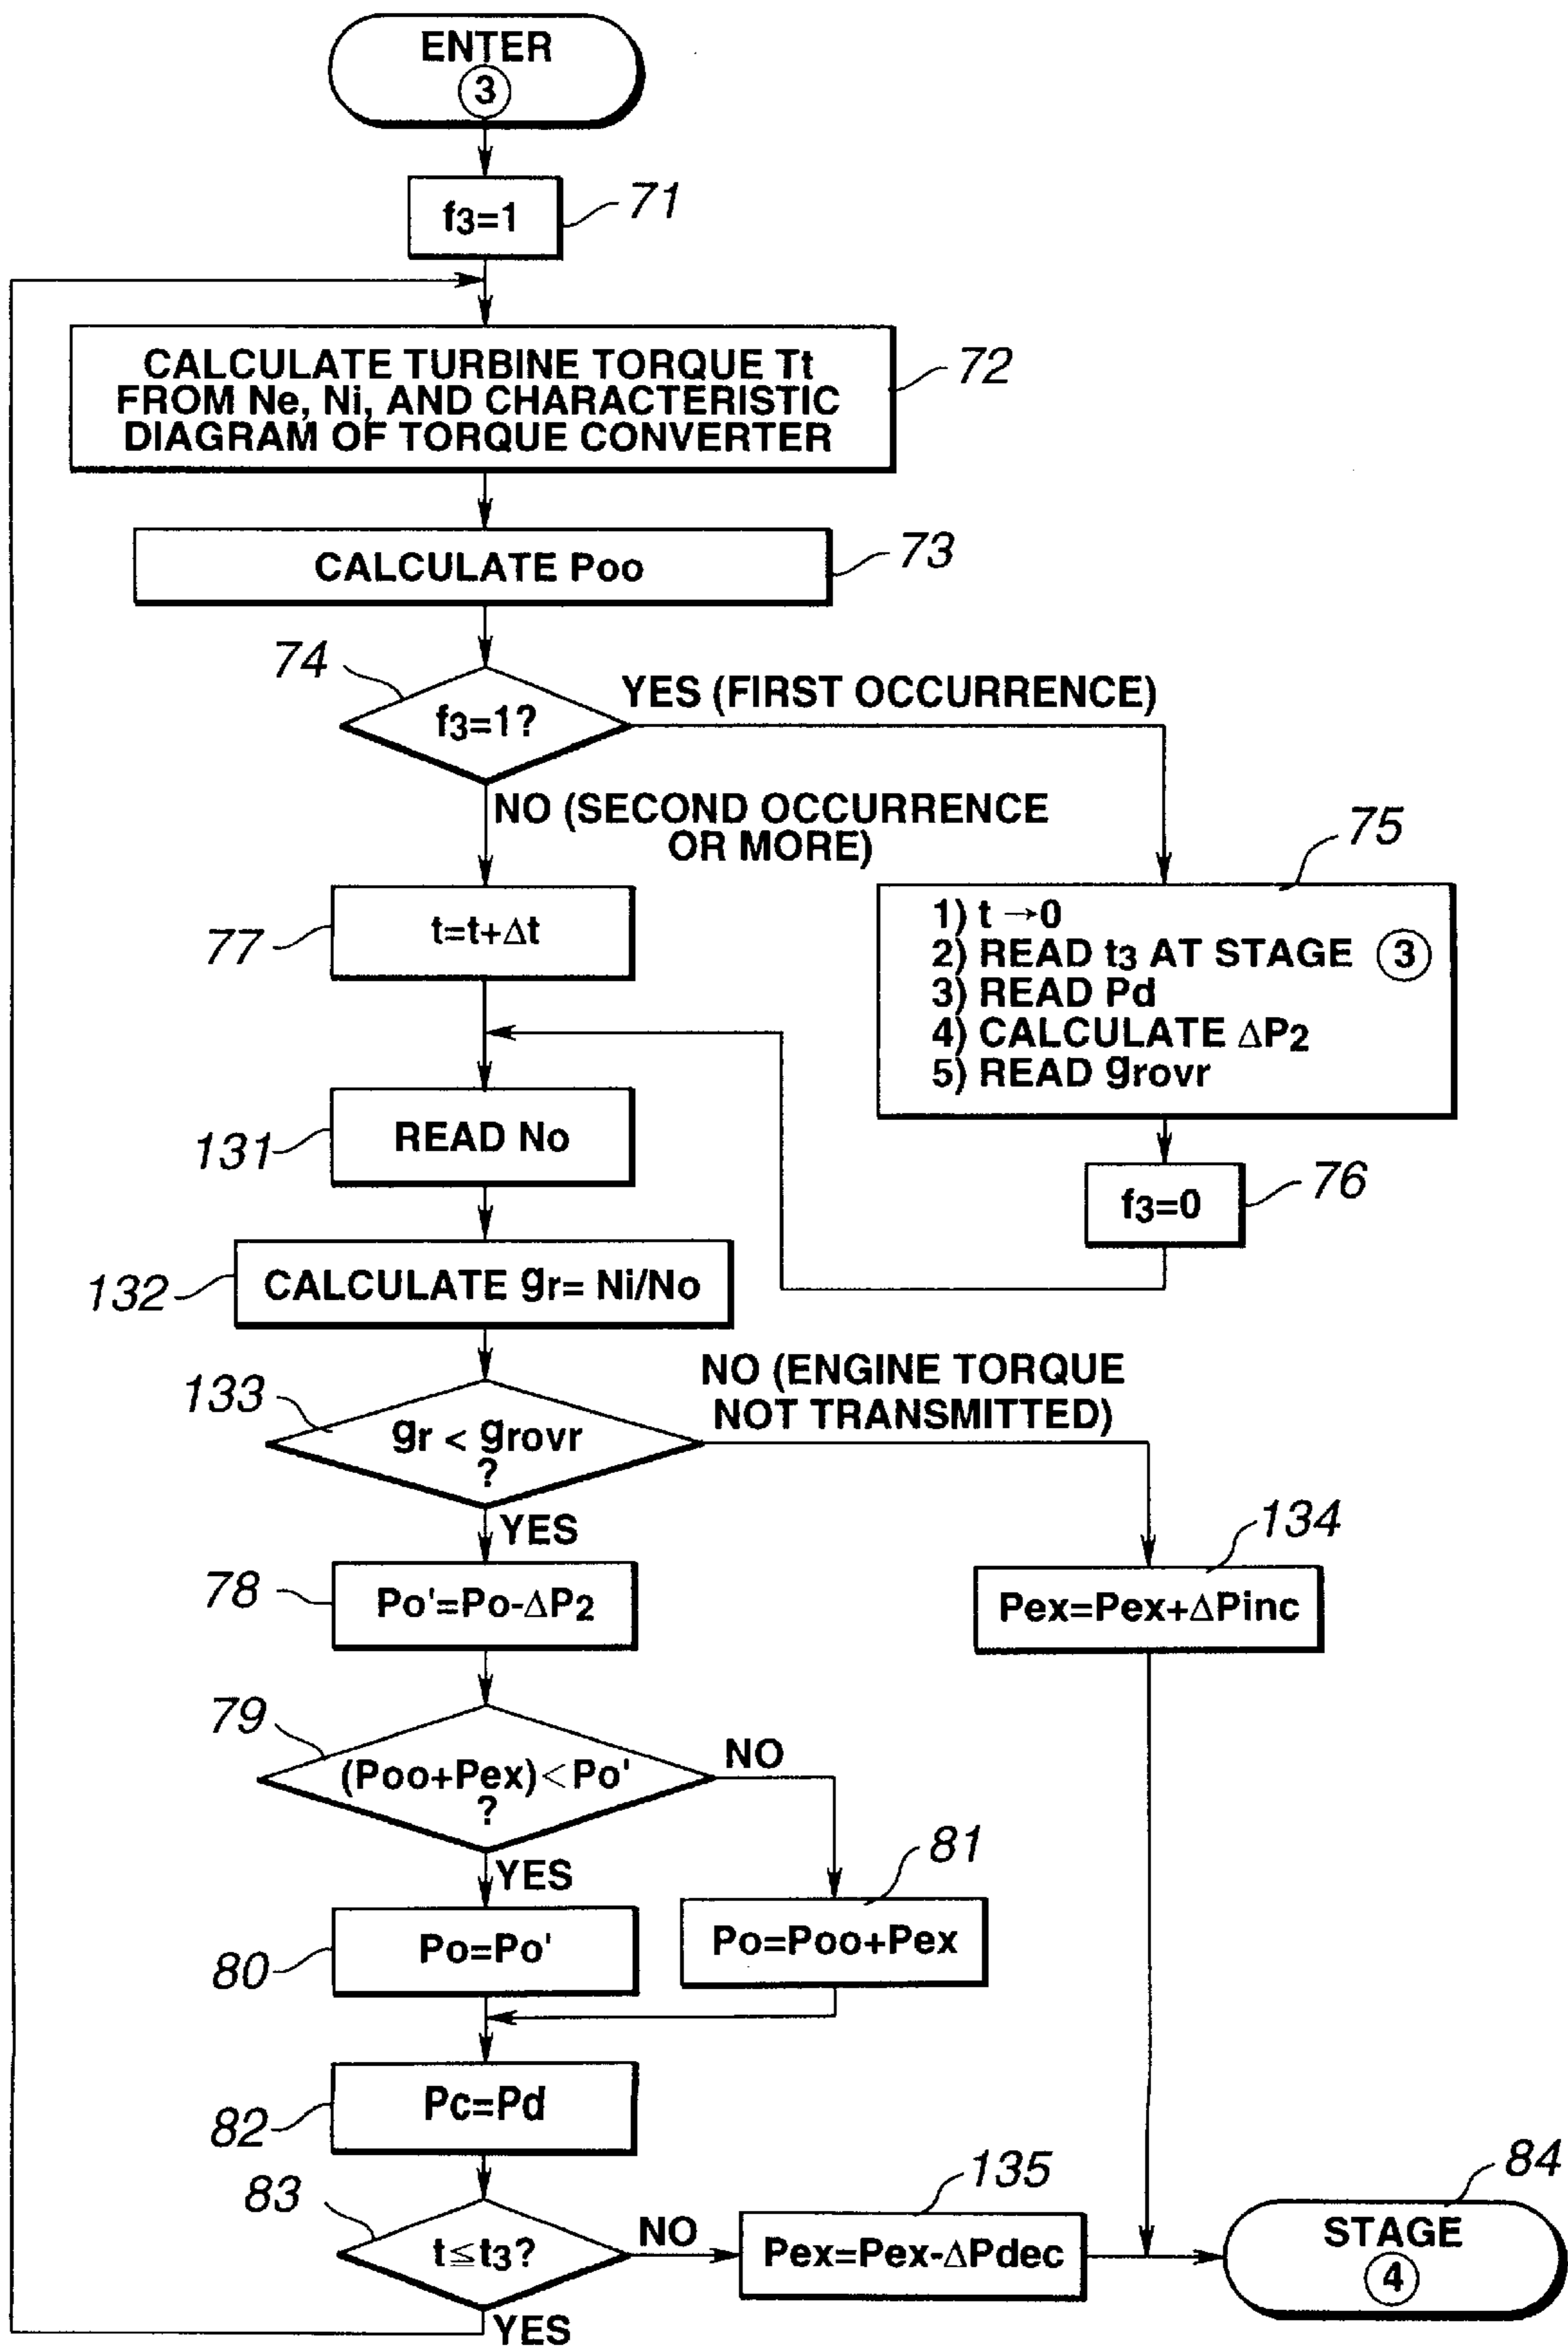 ENTER
3
f3=1
71
CALCULATE TURBINE TORQUE Tt
FROM Ne, Ni, AND CHARACTERISTIC
DIAGRAM OF TORQUE CONVERTER
72
CALCULATE Poo
73
74
f3=1?
YES (FIRST OCCURRENCE)
NO (SECOND OCCURRENCE
OR MORE)
75
1) t →0
2) READ t3 AT STAGE 3
3) READ Pd
4) CALCULATE ΔP2
5) READ grovr
77
t=t+Δt
76
f3=0
131
READ No
132
CALCULATE gr= Ni/No
133
gr < grovr
?
NO (ENGINE TORQUE
NOT TRANSMITTED)
YES
134
Pex=Pex+ΔPinc
78
Po'=Po-ΔP2
79
(Poo+Pex)<Po'
?
NO
YES
81
Po=Poo+Pex
80
Po=Po'
82
Pc=Pd
83
t≦t3?
NO
YES
135
Pex=Pex-ΔPdec
84
STAGE
4